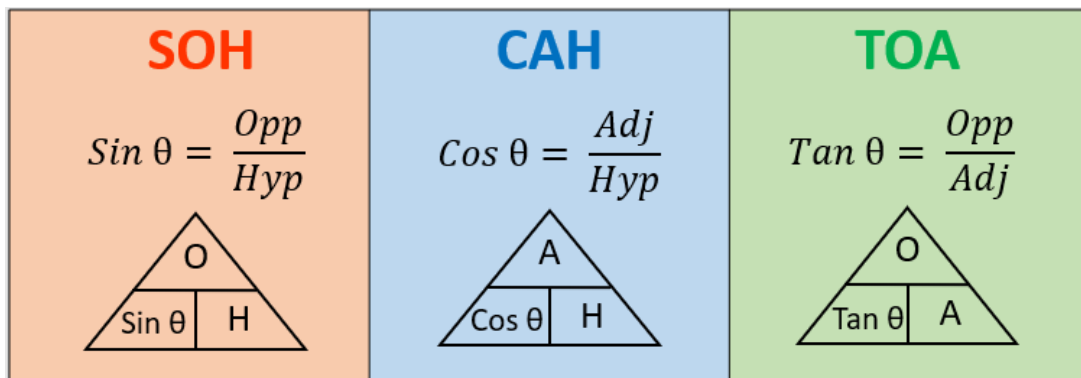 SOH
Sin θ = Opp / Hyp
O
Sin θ H
CAH
Cos θ = Adj / Hyp
A
Cos θ H
TOA
Tan θ = Opp / Adj
O
Tan θ A